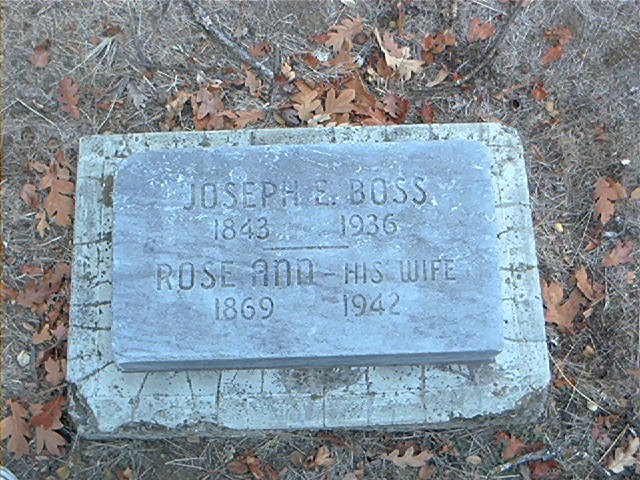 JOSEPH E. BOSS
1843 1936
ROSE ANN - HIS WIFE
1869 1942